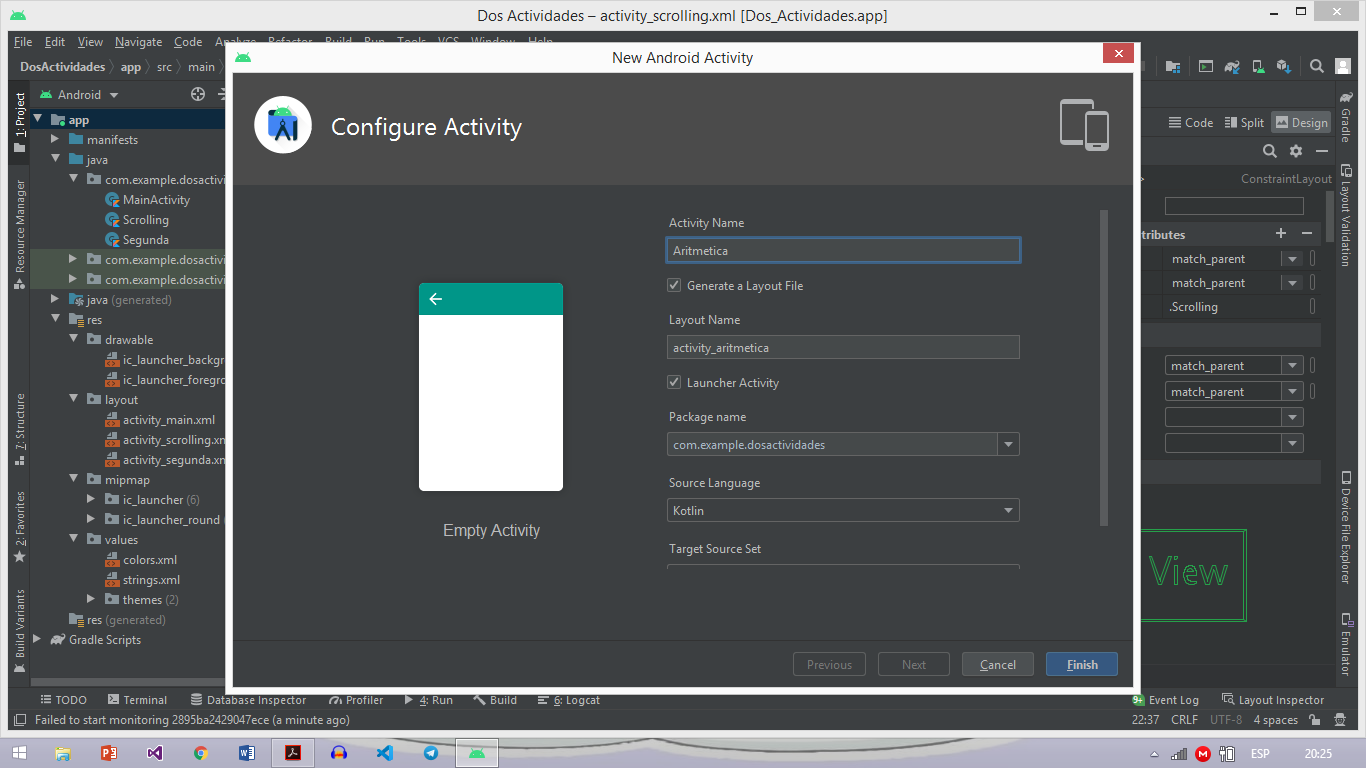 Dos Actividades – activity_scrolling.xml [Dos_Actividades.app]
File Edit View Navigate Code Analyze Refactor Build Run Tools VCS Window Help
New Android Activity
DosActividades app src main
Android
1: Project
Resource Manager
7: Structure
2: Favorites
Build Variants
app
manifests
java
com.example.dosactivi
MainActivity
Scrolling
Segunda
com.example.dosactivi
com.example.dosactivi
java (generated)
res
drawable
ic_launcher_backgr
ic_launcher_foregro
layout
activity_main.xml
activity_scrolling.xm
activity_segunda.xm
mipmap
ic_launcher (6)
ic_launcher_round
values
colors.xml
strings.xml
themes (2)
res (generated)
Gradle Scripts
Configure Activity
Empty Activity
Activity Name
Aritmetica
Generate a Layout File
Layout Name
activity_aritmetica
Launcher Activity
Package name
com.example.dosactividades
Source Language
Kotlin
Target Source Set
Previous Next Cancel Finish
Code Split Design
ConstraintLayout
tributes
match_parent
match_parent
.Scrolling
match_parent
match_parent
View
Gradle
Layout Validation
Device File Explorer
Emulator
TODO Terminal Database Inspector Profiler 4: Run Build 6: Logcat 9+ Event Log Layout Inspector
Failed to start monitoring 2895ba2429047ece (a minute ago) 22:37 CRLF UTF-8 4 spaces
ESP 20:25